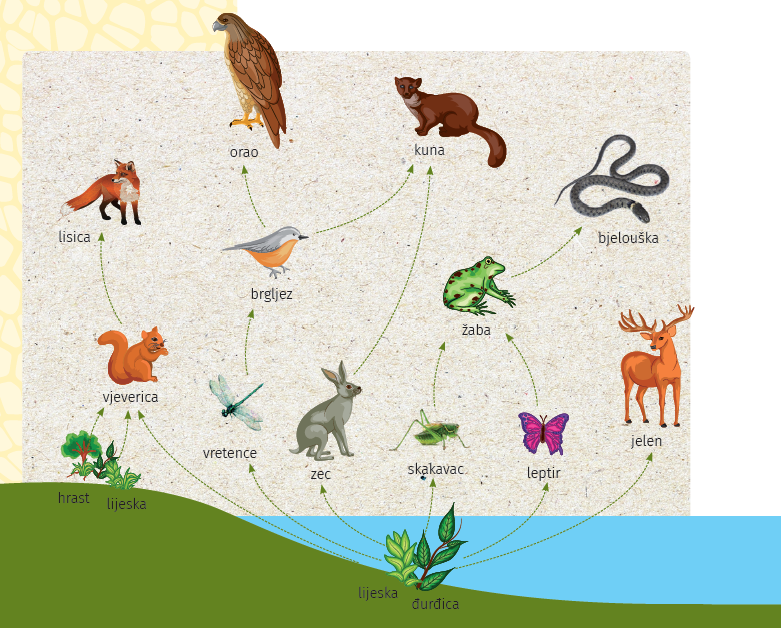 orao
kuna
lisica
bjelouška
brgljez
žaba
vjeverica
jelen
vretence
zec
skakavac
leptir
hrast
lijeska
lijeska
đurđica